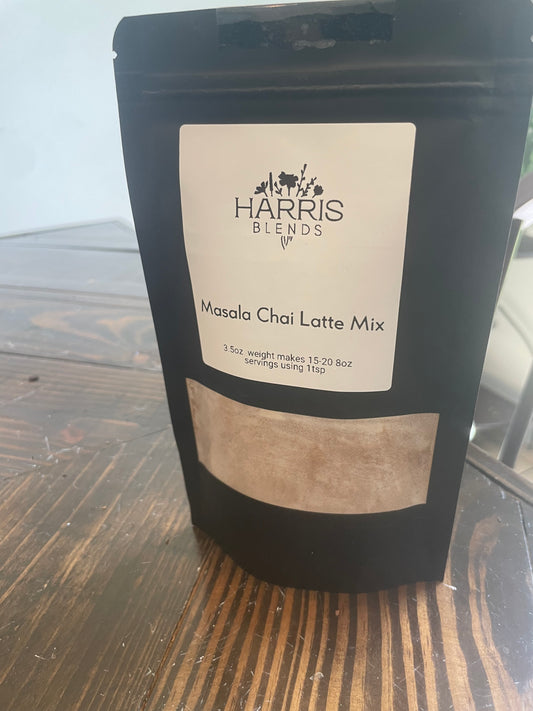 HARRIS
BLENDS
Masala Chai Latte Mix
3.5oz. weight makes 15-20 8oz
servings using 1tsp